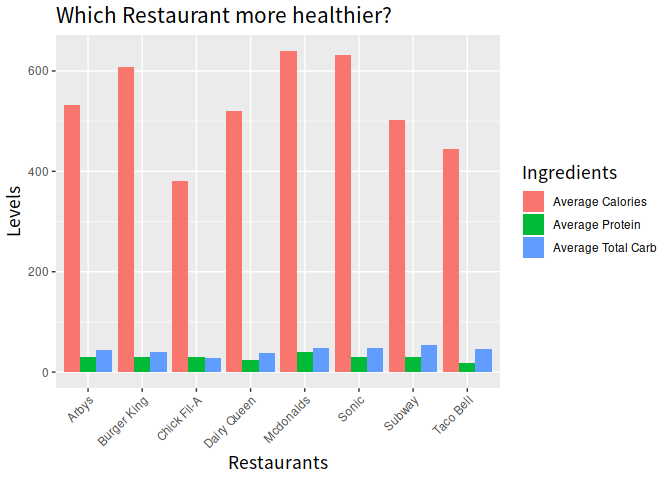 Which Restaurant more healthier?
Levels
600
400
200
0
Arbys
Burger King
Chick Fil-A
Dairy Queen
Mcdonalds
Sonic
Subway
Taco Bell
Restaurants
Ingredients
Average Calories
Average Protein
Average Total Carb